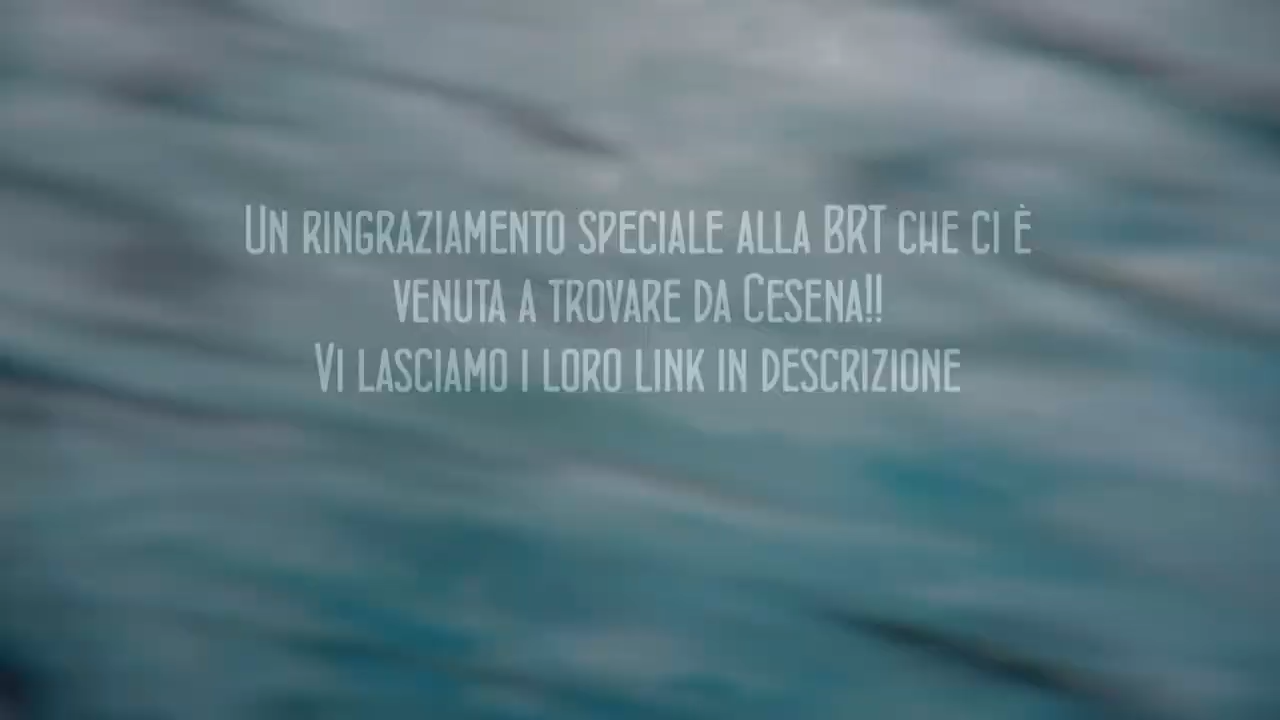 Un ringraziamento speciale alla BRT che ci è
venuta a trovare da Cesena!!
Vi lasciamo i loro link in descrizione